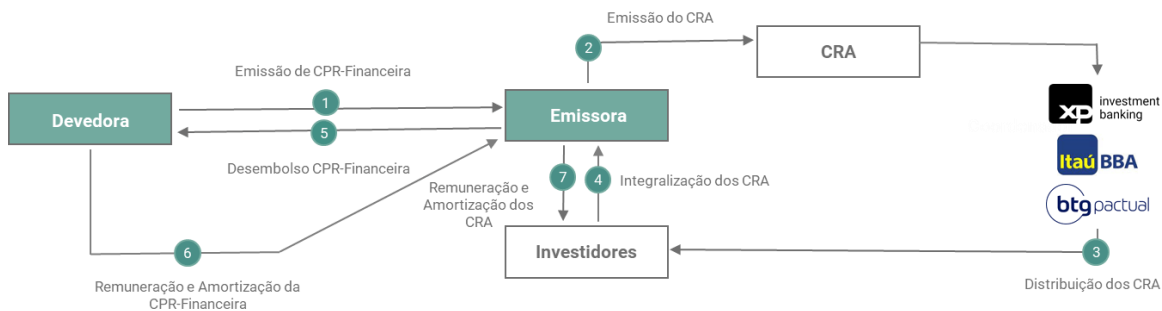 Emissão do CRA
2
CRA
Emissão de CPR-Financeira
1
Devedora
Emissora
xp investment
banking
5
Itaú BBA
Desembolso CPR-Financeira
7
4
Integralização dos CRA
Remuneração e
Amortização dos
CRA
btg pactual
6
Investidores
3
Remuneração e Amortização da
CPR-Financeira
Distribuição dos CRA